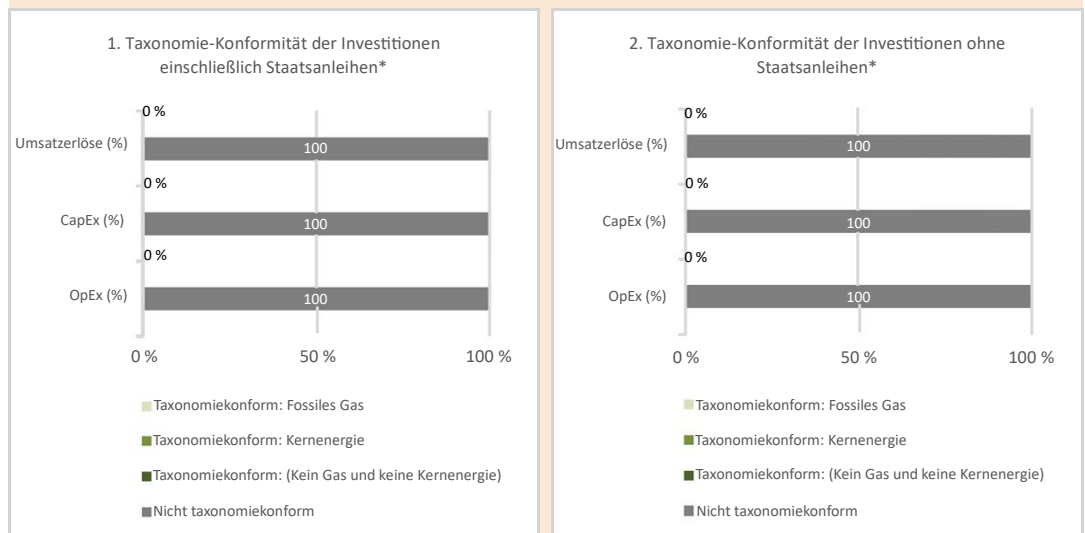 1. Taxonomie-Konformität der Investitionen
einschließlich Staatsanleihen*
0 %
Umsatzerlöse (%)
100
0 %
CapEx (%)
100
0 %
OpEx (%)
100
0 %
50 %
100 %
Taxonomiekonform: Fossiles Gas
Taxonomiekonform: Kernenergie
Taxonomiekonform: (Kein Gas und keine Kernenergie)
Nicht taxonomiekonform
2. Taxonomie-Konformität der Investitionen ohne
Staatsanleihen*
0 %
Umsatzerlöse (%)
100
0 %
CapEx (%)
100
0 %
OpEx (%)
100
0 %
50 %
100 %
Taxonomiekonform: Fossiles Gas
Taxonomiekonform: Kernenergie
Taxonomiekonform: (Kein Gas und keine Kernenergie)
Nicht taxonomiekonform